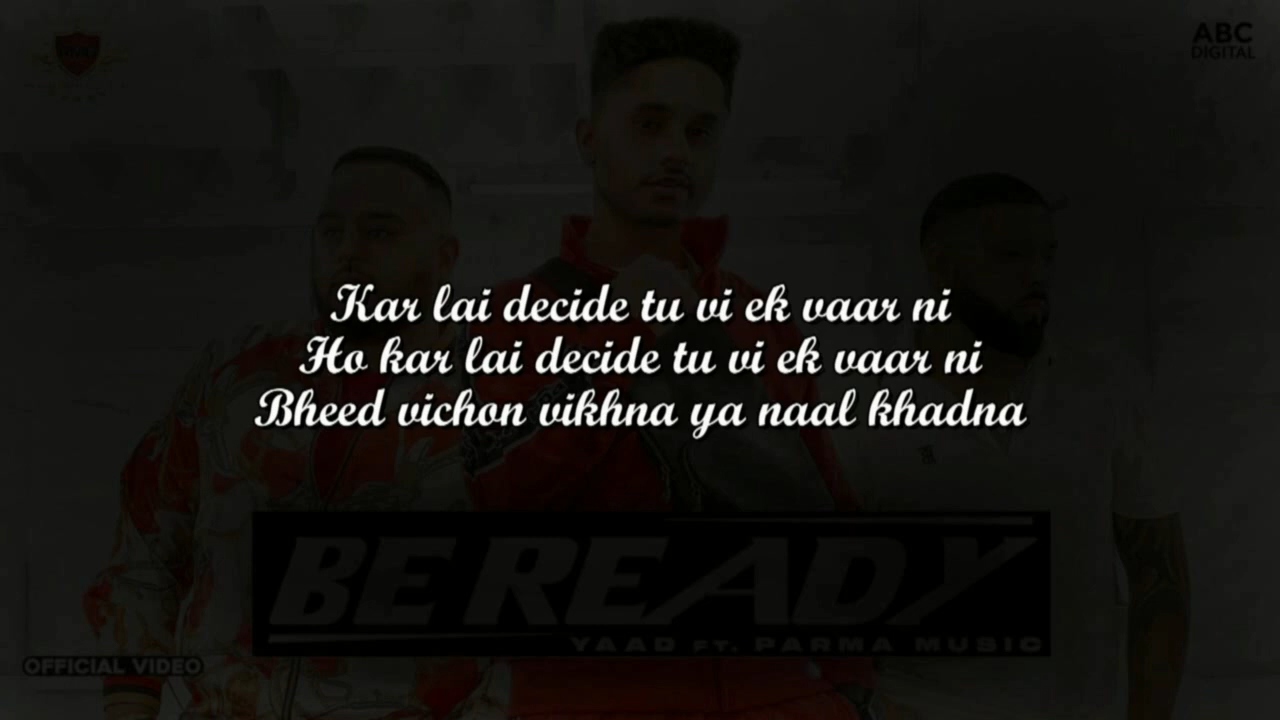 ABC
DIGITAL
Kar lai decide tu vi ek vaar ni
Ho kar lai decide tu vi ek vaar ni
Bheed vichon vikhna ya naal khadna
BE READY
YAAD FT. PARMA MUSIC
OFFICIAL VIDEO